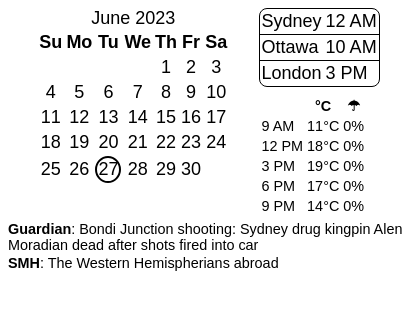 June 2023
Su Mo Tu We Th Fr Sa
1 2 3
4 5 6 7 8 9 10
11 12 13 14 15 16 17
18 19 20 21 22 23 24
25 26 27 28 29 30
Sydney 12 AM
Ottawa 10 AM
London 3 PM
°C ☂
9 AM 11°C 0%
12 PM 18°C 0%
3 PM 19°C 0%
6 PM 17°C 0%
9 PM 14°C 0%
Guardian: Bondi Junction shooting: Sydney drug kingpin Alen
Moradian dead after shots fired into car
SMH: The Western Hemispherians abroad